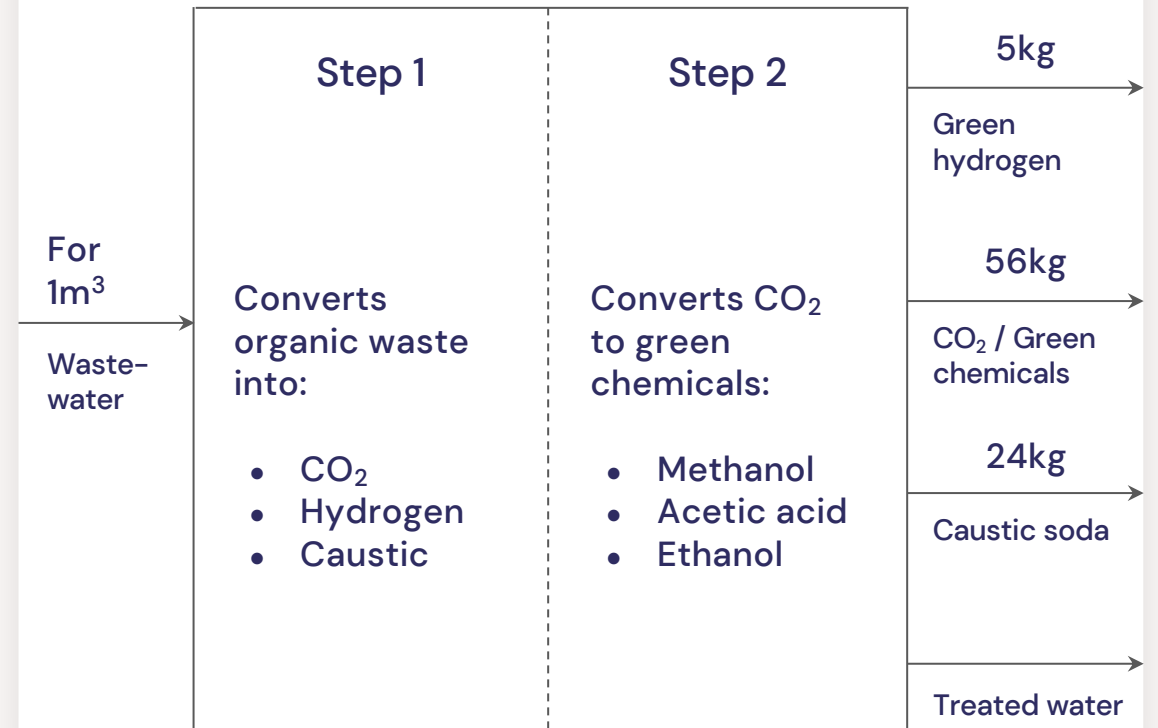 For
1m³
Waste-
water
Step 1
Converts
organic waste
into:
• CO₂
• Hydrogen
• Caustic
Step 2
Converts CO₂
to green
chemicals:
• Methanol
• Acetic acid
• Ethanol
5kg
Green
hydrogen
56kg
CO₂ / Green
chemicals
24kg
Caustic soda
Treated water